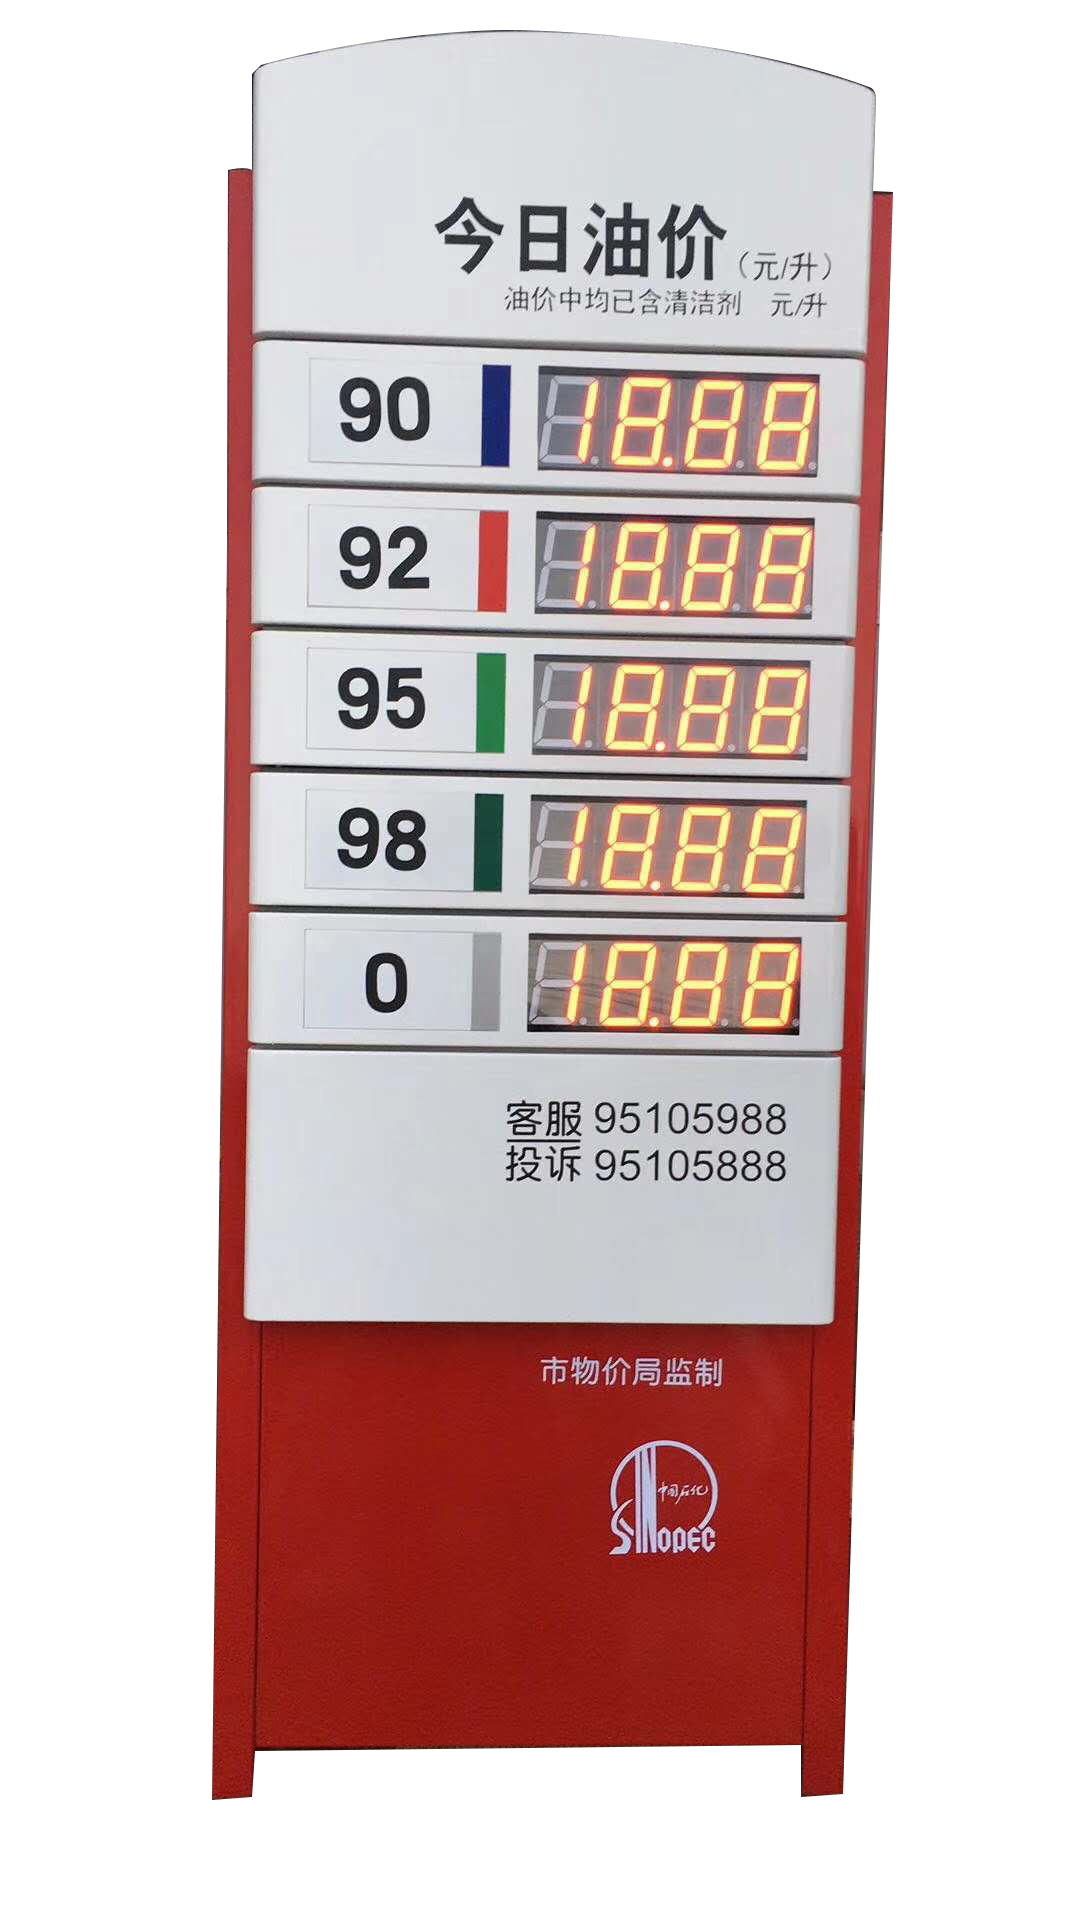 今日油价（元/升）
油价中均已含清洁剂 元/升
90 18.88
92 18.88
95 18.88
98 18.88
0 18.88
客服 95105988
投诉 95105888
市物价局监制
中国石化
SINOPEC